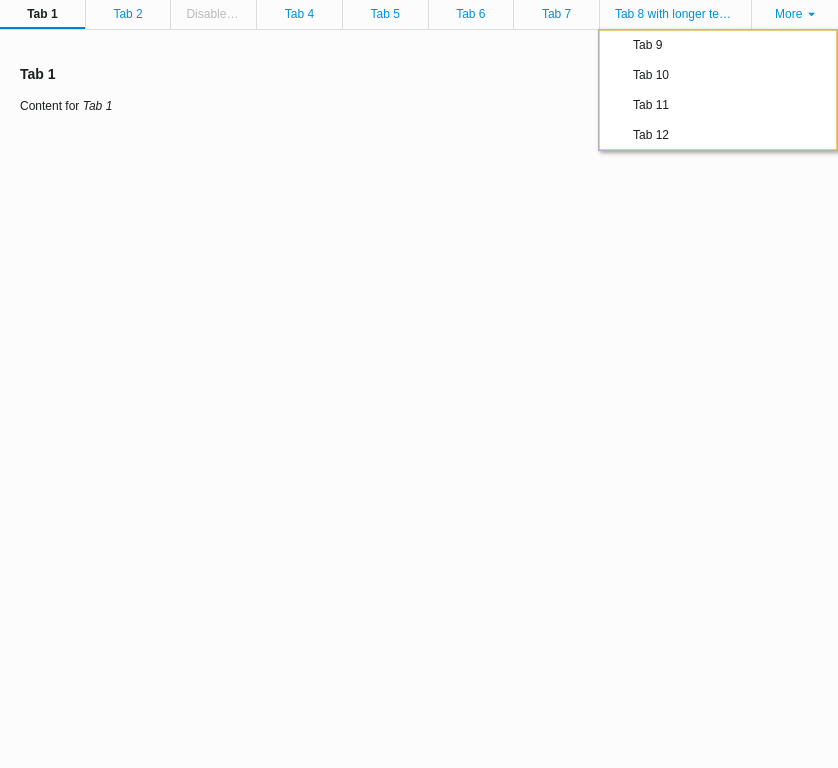 Tab 1 Tab 2 Disable… Tab 4 Tab 5 Tab 6 Tab 7 Tab 8 with longer te… More
Tab 9
Tab 10
Tab 11
Tab 12
Tab 1
Content for Tab 1